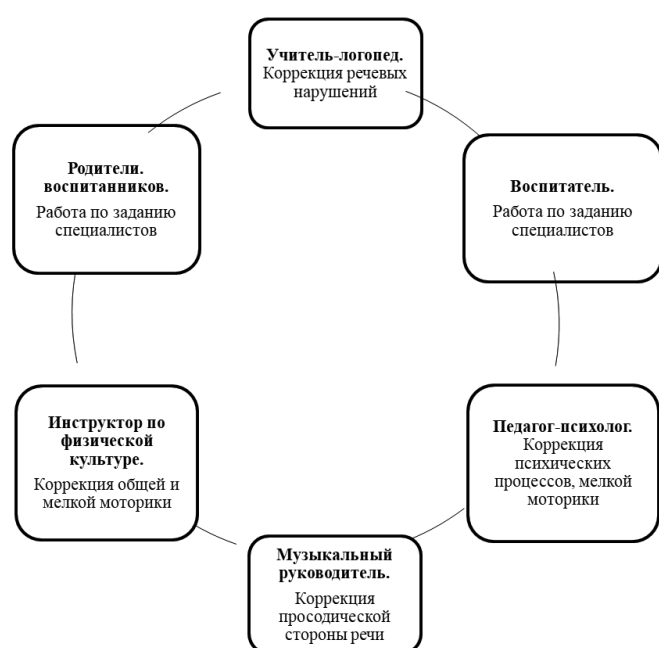 Учитель-логопед.
Коррекция речевых
нарушений
Воспитатель.
Работа по заданию
специалистов
Педагог-психолог.
Коррекция
психических
процессов, мелкой
моторики
Музыкальный
руководитель.
Коррекция
просодической
стороны речи
Инструктор по
физической
культуре.
Коррекция общей и
мелкой моторики
Родители.
воспитанников.
Работа по заданию
специалистов